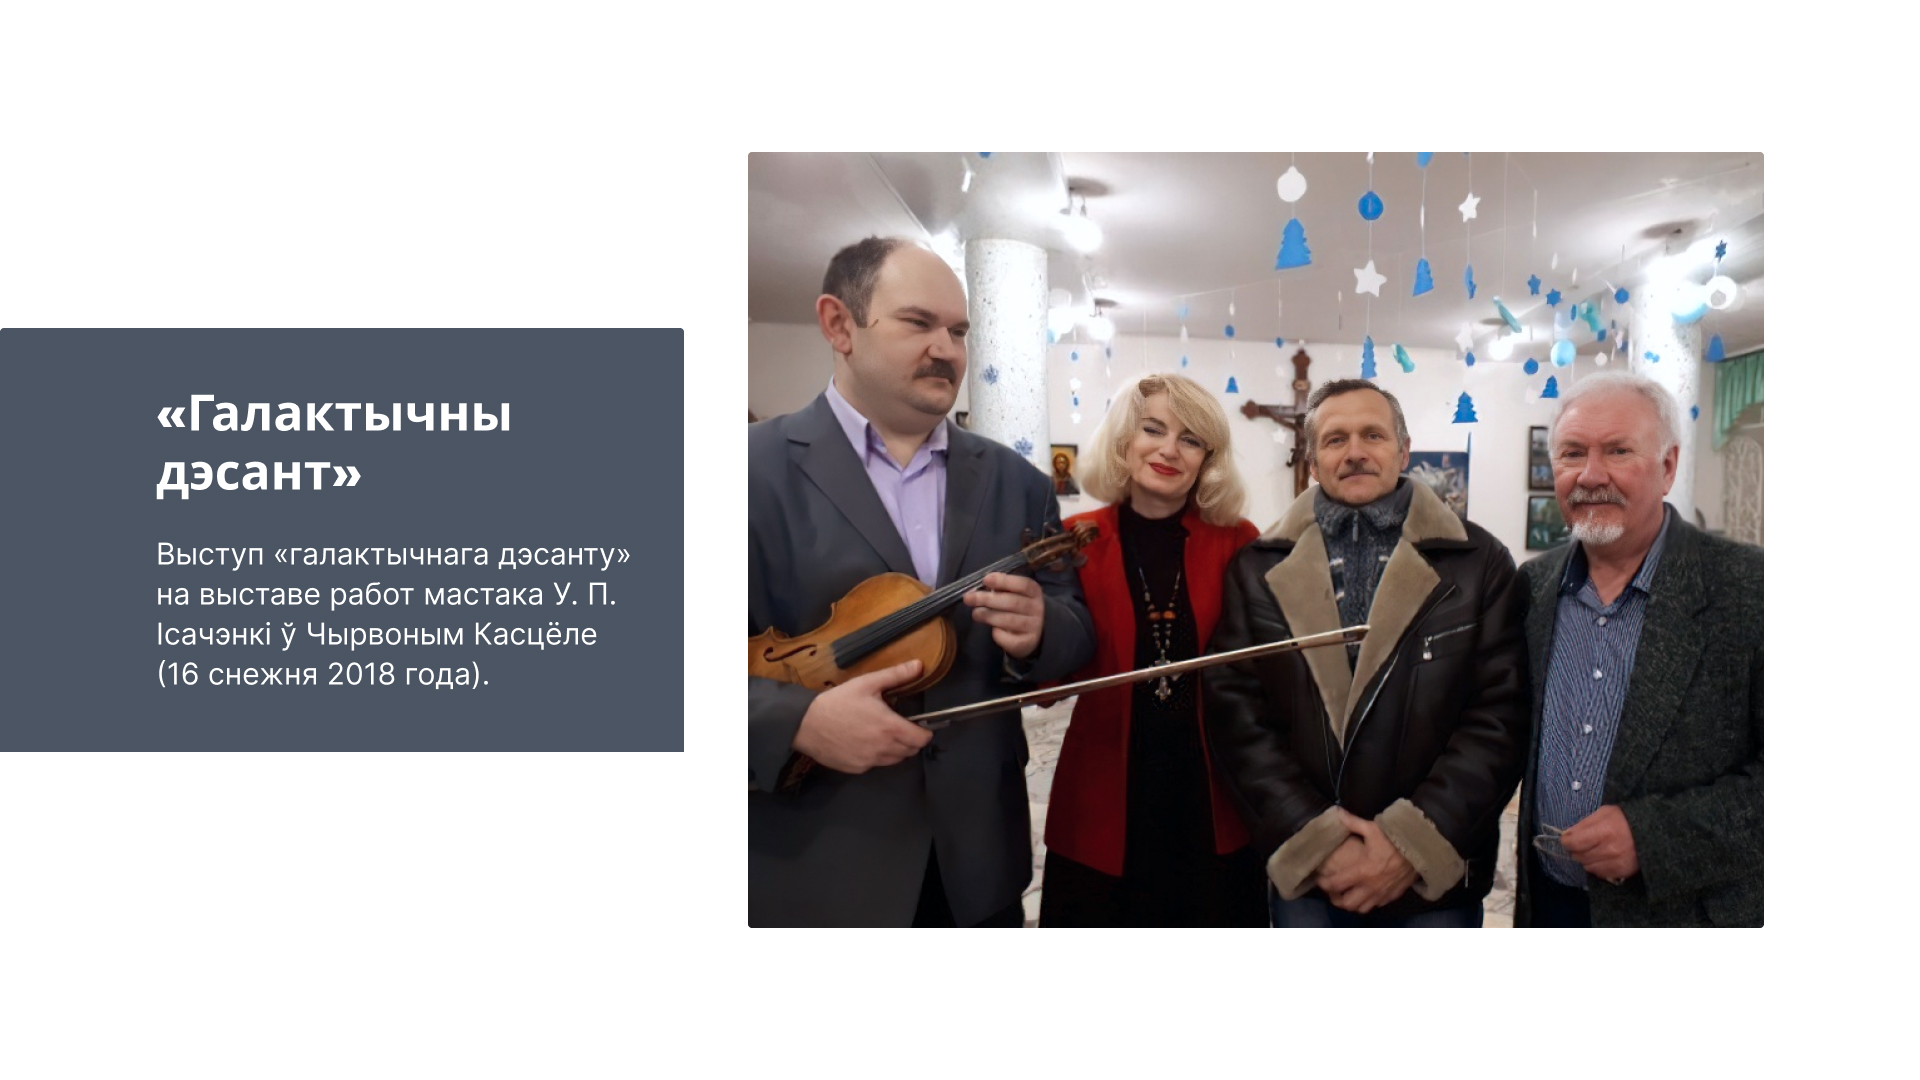 «Галактычны
дэсант»
Выступ «галактычнага дэсанту»
на выставе работ мастака У. П.
Ісачэнкі ў Чырвоным Касцёле
(16 снежня 2018 года).